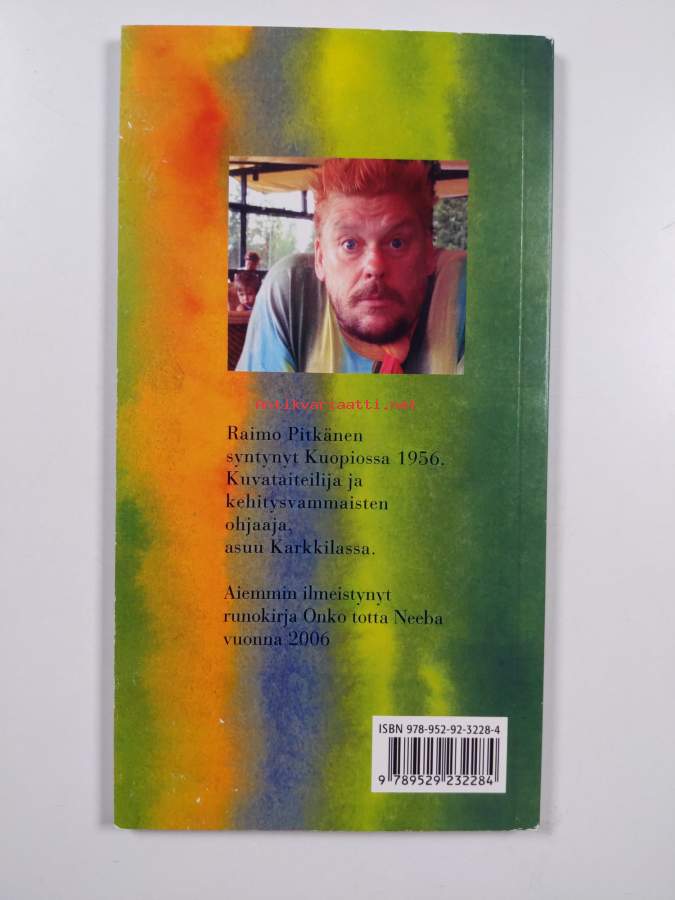 antikvariaatti.net
Raimo Pitkänen
syntynyt Kuopiossa 1956.
Kuvataiteilija ja
kehitysvammaisten
ohjaaja,
asuu Karkkilassa.
Aiemmin ilmeistynyt
runokirja Onko totta Neeba
vuonna 2006
ISBN 978-952-92-3228-4
9 789529 232284